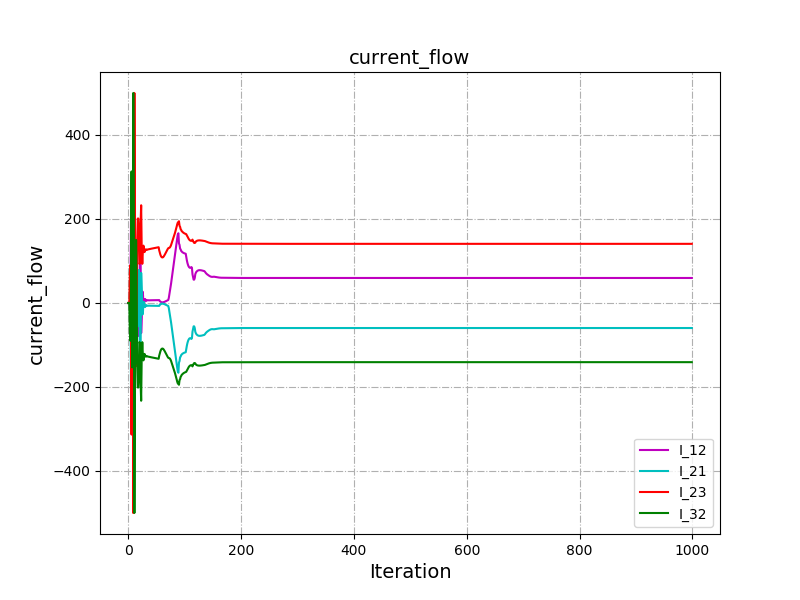 current_flow
current_flow
400
200
0
−200
−400
0
200
400
600
800
1000
Iteration
I_12
I_21
I_23
I_32